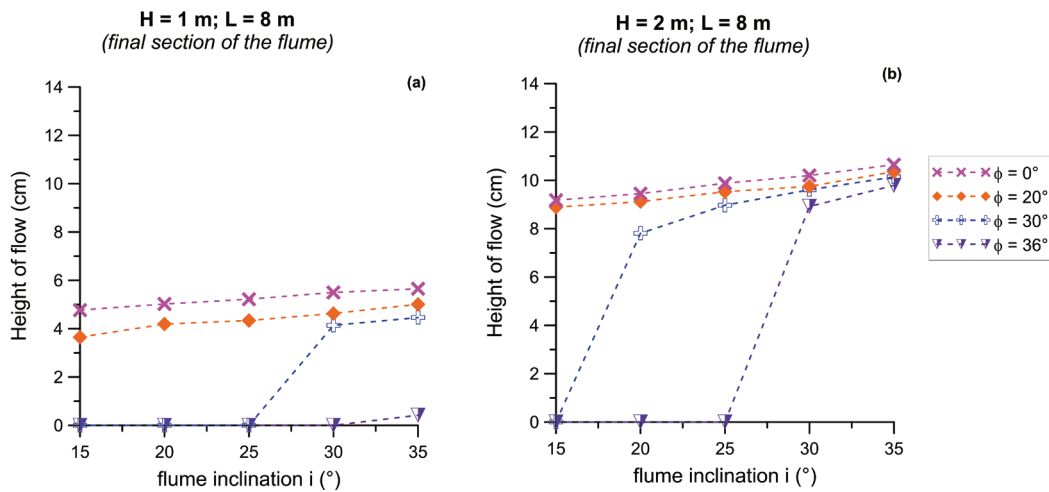 H = 1 m; L = 8 m
(final section of the flume)
(a)
14
12
10
8
6
4
2
0
Height of flow (cm)
15 20 25 30 35
flume inclination i (°)
H = 2 m; L = 8 m
(final section of the flume)
(b)
14
12
10
8
6
4
2
0
Height of flow (cm)
15 20 25 30 35
flume inclination i (°)
ϕ = 0°
ϕ = 20°
ϕ = 30°
ϕ = 36°